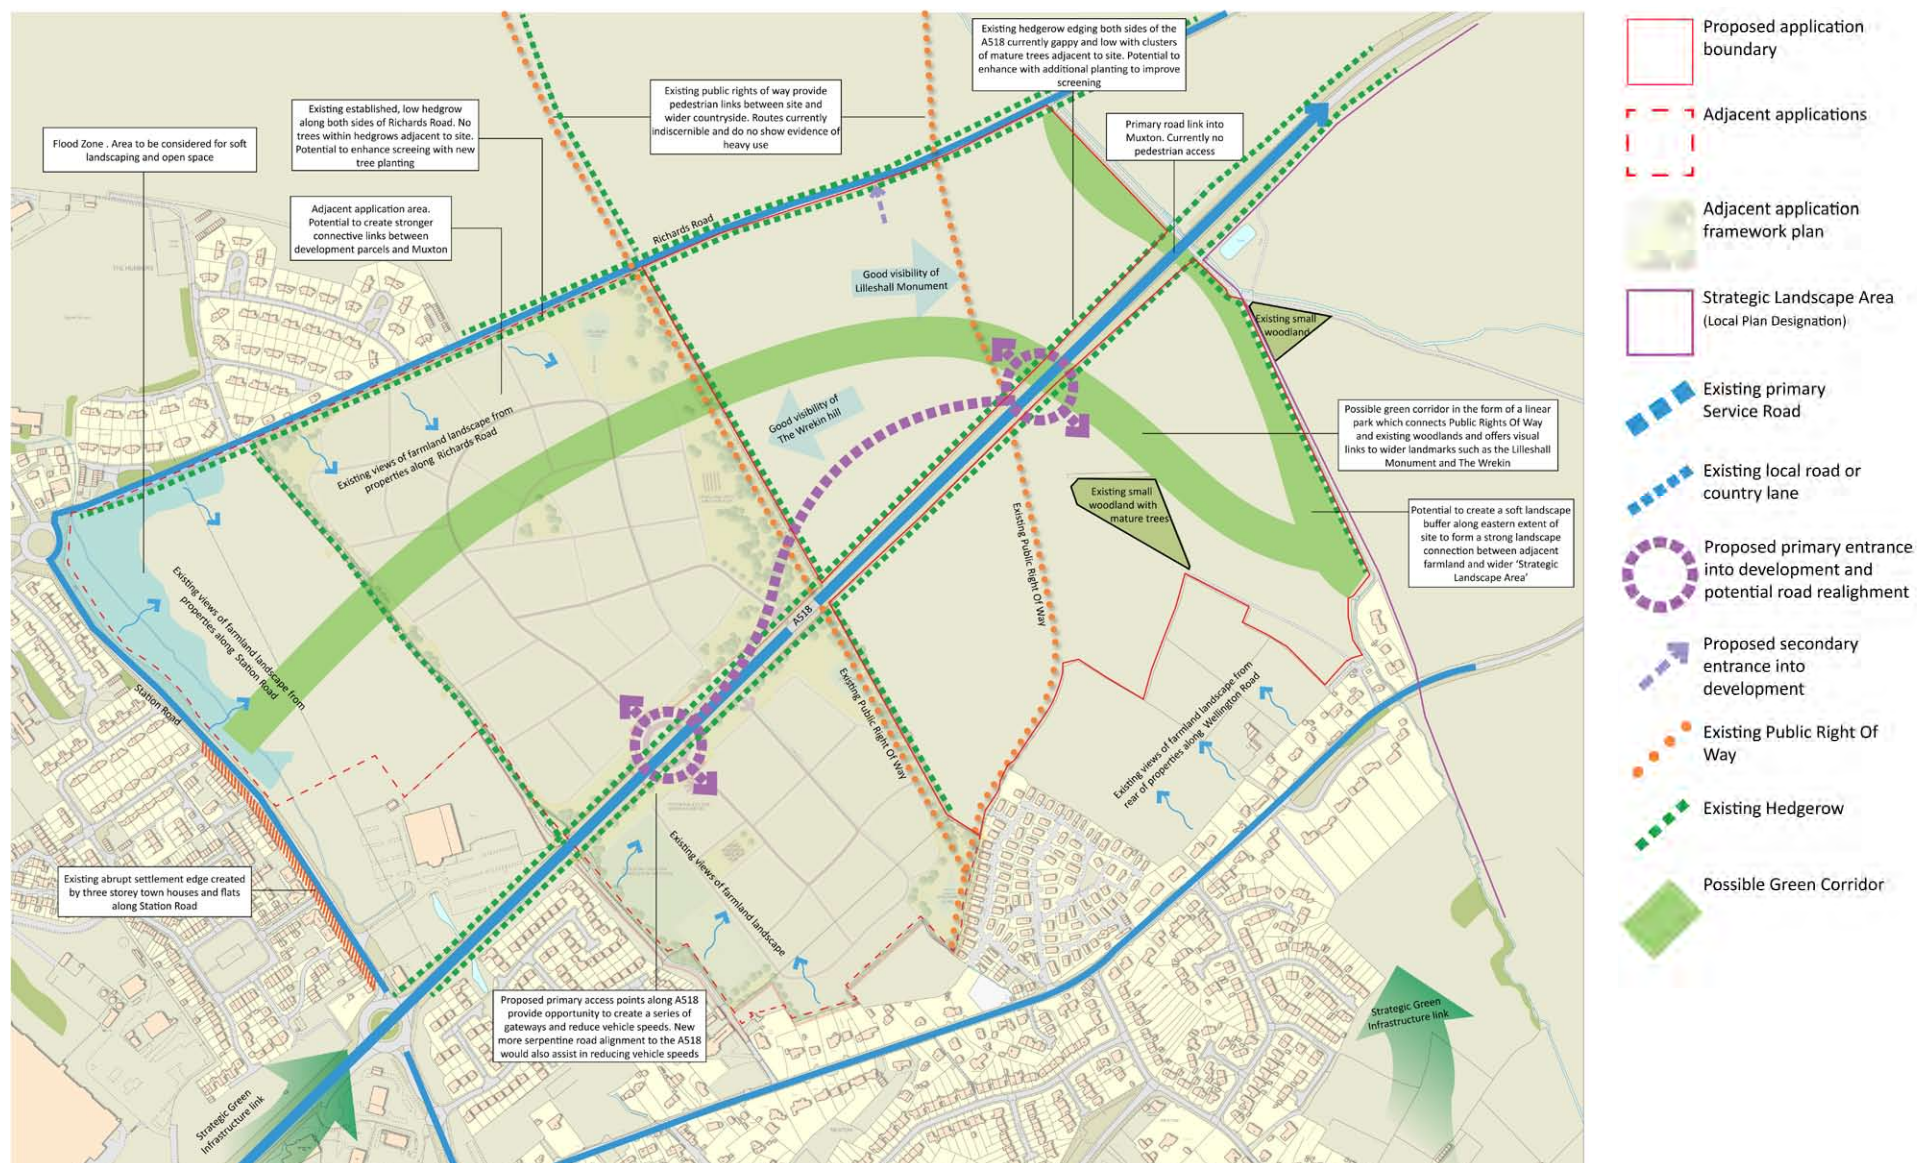 Existing hedgerow edging both sides of the
A518 currently gappy and low with clusters
of mature trees adjacent to site. Potential to
enhance with additional planting to improve
screening
Existing public rights of way provide
pedestrian links between site and
wider countryside. Routes currently
indiscernible and do no show evidence of
heavy use
Existing established, low hedgrow
along both sides of Richards Road. No
trees within hedgrows adjacent to site.
Potential to enhance screeing with new
tree planting
Flood Zone . Area to be considered for soft
landscaping and open space
Primary road link into
Muxton. Currently no
pedestrian access
Adjacent application area.
Potential to create stronger
connective links between
development parcels and Muxton
Richards Road
Good visibility of
Lilleshall Monument
Existing small
woodland
Good visibility of
The Wrekin hill
Existing views of farmland landscape from
properties along Richards Road
Possible green corridor in the form of a linear
park which connects Public Rights Of Way
and existing woodlands and offers visual
links to wider landmarks such as the Lilleshall
Monument and The Wrekin
Existing small
woodland with
mature trees
Potential to create a soft landscape
buffer along eastern extent of
site to form a strong landscape
connection between adjacent
farmland and wider 'Strategic
Landscape Area'
Existing Public Right Of Way
Existing views of farmland landscape from
properties along Station Road
A518
Station Road
Existing Public Right Of Way
Existing views of farmland landscape from
rear of properties along Wellington Road
Existing views of farmland landscape
Existing abrupt settlement edge created
by three storey town houses and flats
along Station Road
Proposed primary access points along A518
provide opportunity to create a series of
gateways and reduce vehicle speeds. New
more serpentine road alignment to the A518
would also assist in reducing vehicle speeds
Strategic Green
Infrastructure link
Strategic Green
Infrastructure link
Proposed application
boundary
Adjacent applications
Adjacent application
framework plan
Strategic Landscape Area
(Local Plan Designation)
Existing primary
Service Road
Existing local road or
country lane
Proposed primary entrance
into development and
potential road realighment
Proposed secondary
entrance into
development
Existing Public Right Of
Way
Existing Hedgerow
Possible Green Corridor